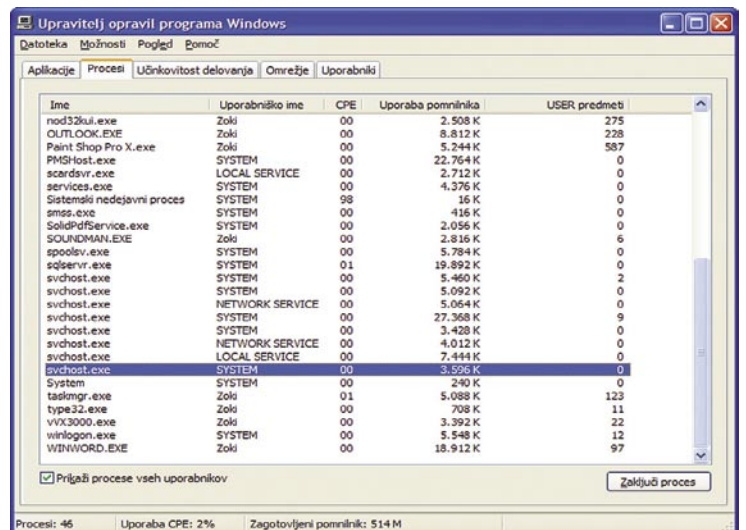 Upravitelj opravil programa Windows
Datoteka Možnosti Pogled Pomoč
Aplikacije Procesi Učinkovitost delovanja Omrežje Uporabniki
Ime Uporabniško ime CPE Uporaba pomnilnika USER predmeti
nod32kui.exe Zoki 00 2.508 K 275
OUTLOOK.EXE Zoki 00 8.812 K 228
Paint Shop Pro X.exe Zoki 00 5.244 K 587
PMSHost.exe SYSTEM 00 22.764 K 0
scardsvr.exe LOCAL SERVICE 00 2.712 K 0
services.exe SYSTEM 00 4.376 K 0
Sistemski nedejavni proces SYSTEM 98 16 K 0
smss.exe SYSTEM 00 416 K 0
SolidPdfService.exe SYSTEM 00 2.056 K 0
SOUNDMAN.EXE Zoki 00 2.816 K 6
spoolsv.exe SYSTEM 00 5.784 K 0
sqlservr.exe SYSTEM 01 19.892 K 0
svchost.exe SYSTEM 00 5.460 K 2
svchost.exe SYSTEM 00 5.092 K 0
svchost.exe NETWORK SERVICE 00 5.064 K 0
svchost.exe SYSTEM 00 27.368 K 9
svchost.exe SYSTEM 00 3.428 K 0
svchost.exe NETWORK SERVICE 00 4.012 K 0
svchost.exe LOCAL SERVICE 00 7.444 K 0
svchost.exe SYSTEM 00 3.596 K 0
System SYSTEM 00 240 K 0
taskmgr.exe Zoki 01 5.088 K 123
type32.exe Zoki 00 708 K 11
vVX3000.exe Zoki 00 3.392 K 22
winlogon.exe SYSTEM 00 5.548 K 12
WINWORD.EXE Zoki 00 18.912 K 97
Prikaži procese vseh uporabnikov Zaključi proces
Procesi: 46 Uporaba CPE: 2% Zagotovljeni pomnilnik: 514 M